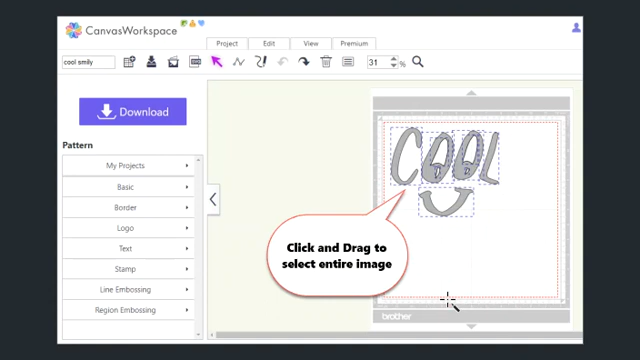 CanvasWorkspace
Project
Edit
View
Premium
cool smily
31
%
Download
Pattern
My Projects
Basic
Border
Logo
Text
Stamp
Line Embossing
Region Embossing
COOL
Click and Drag to
select entire image
brother